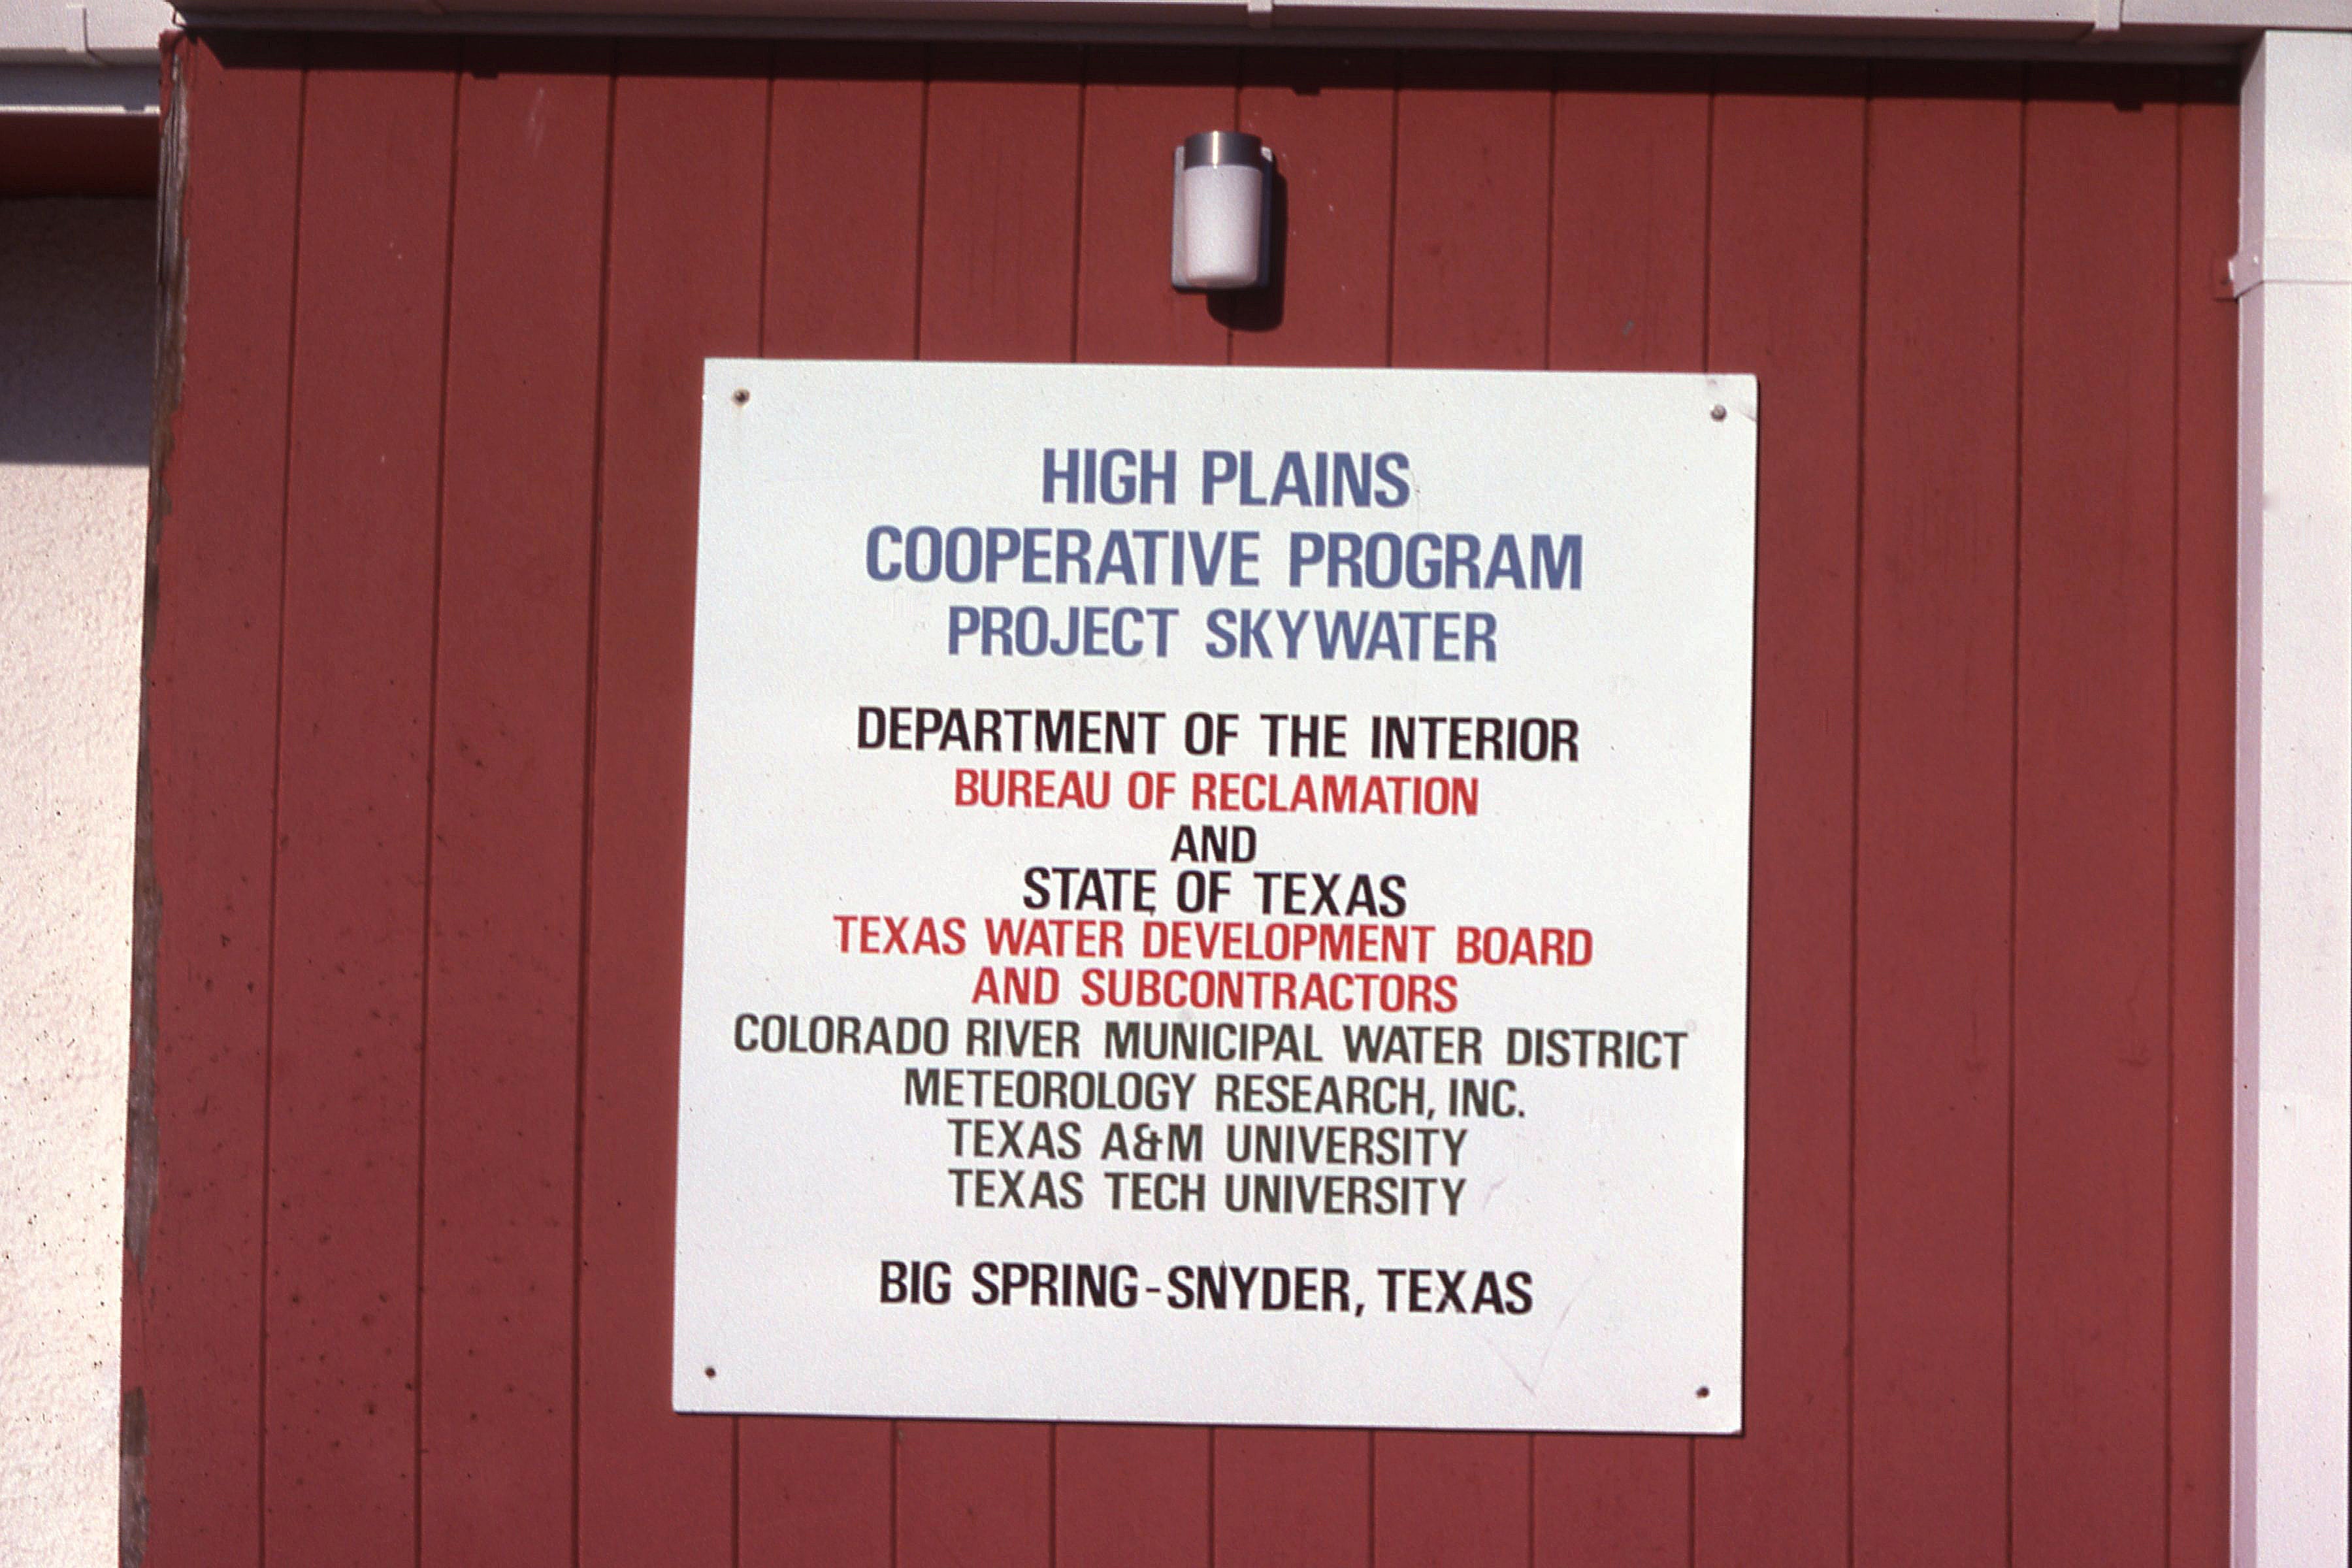 HIGH PLAINS
COOPERATIVE PROGRAM
PROJECT SKYWATER
DEPARTMENT OF THE INTERIOR
BUREAU OF RECLAMATION
AND
STATE OF TEXAS
TEXAS WATER DEVELOPMENT BOARD
AND SUBCONTRACTORS
COLORADO RIVER MUNICIPAL WATER DISTRICT
METEOROLOGY RESEARCH, INC.
TEXAS A&M UNIVERSITY
TEXAS TECH UNIVERSITY
BIG SPRING-SNYDER, TEXAS